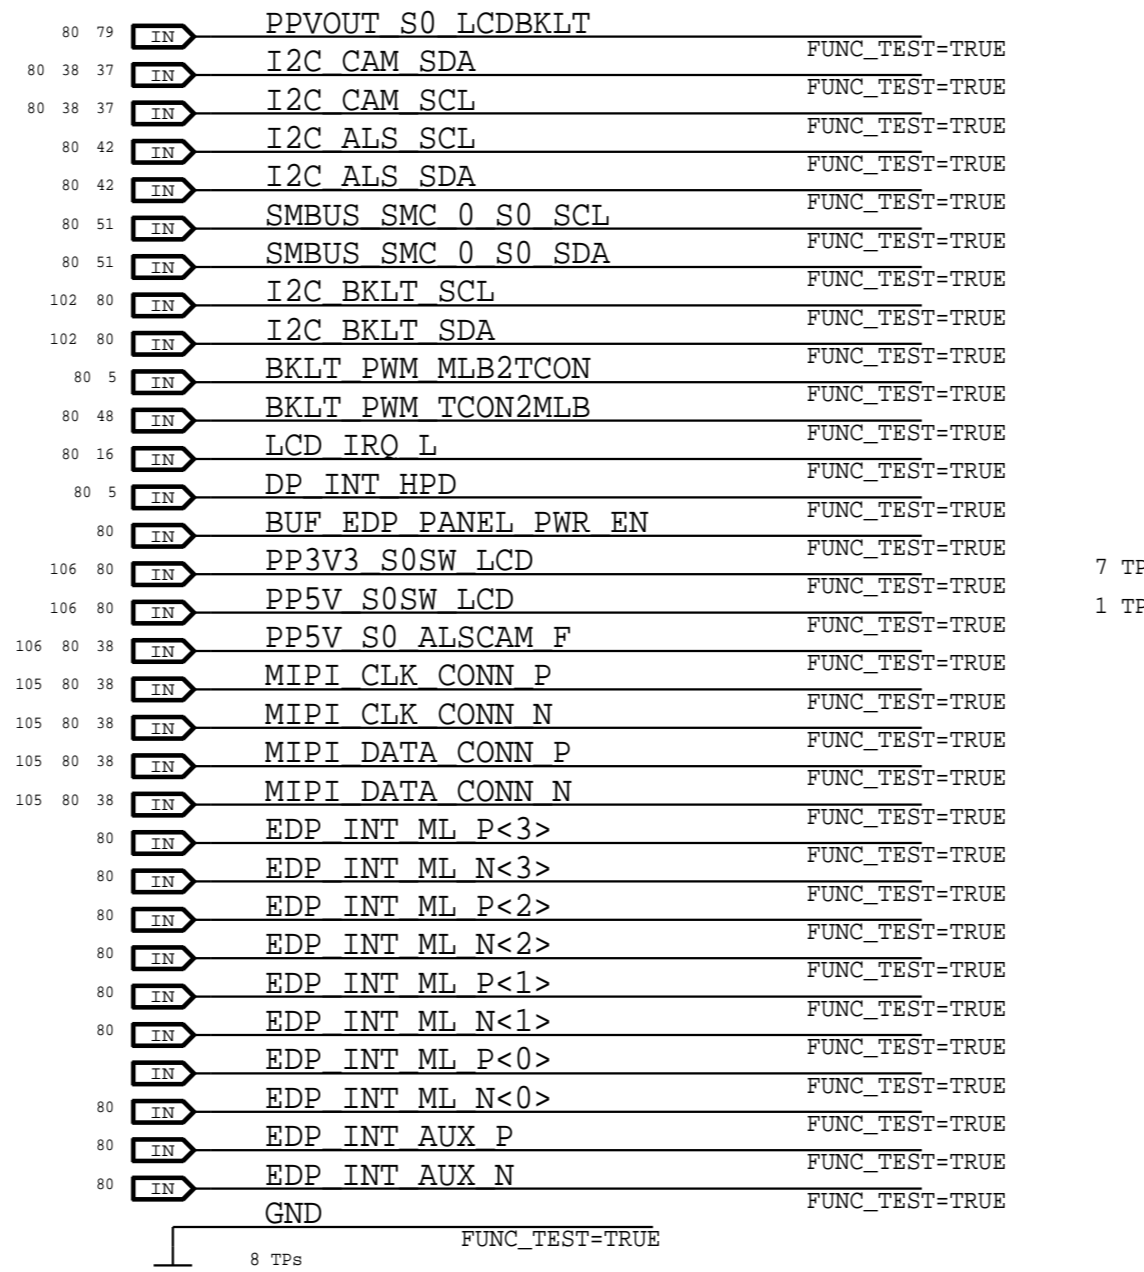 80 79 IN PPVOUT_S0_LCDBKLT FUNC_TEST=TRUE
80 38 37 IN I2C_CAM_SDA FUNC_TEST=TRUE
80 38 37 IN I2C_CAM_SCL FUNC_TEST=TRUE
80 42 IN I2C_ALS_SCL FUNC_TEST=TRUE
80 42 IN I2C_ALS_SDA FUNC_TEST=TRUE
80 51 IN SMBUS_SMC_0_S0_SCL FUNC_TEST=TRUE
80 51 IN SMBUS_SMC_0_S0_SDA FUNC_TEST=TRUE
102 80 IN I2C_BKLT_SCL FUNC_TEST=TRUE
102 80 IN I2C_BKLT_SDA FUNC_TEST=TRUE
80 5 IN BKLT_PWM_MLB2TCON FUNC_TEST=TRUE
80 48 IN BKLT_PWM_TCON2MLB FUNC_TEST=TRUE
80 16 IN LCD_IRQ_L FUNC_TEST=TRUE
80 5 IN DP_INT_HPD FUNC_TEST=TRUE
80 IN BUF_EDP_PANEL_PWR_EN FUNC_TEST=TRUE
106 80 IN PP3V3_S0SW_LCD FUNC_TEST=TRUE 7 TP
106 80 IN PP5V_S0SW_LCD FUNC_TEST=TRUE 1 TP
106 80 38 IN PP5V_S0_ALSCAM_F FUNC_TEST=TRUE
105 80 38 IN MIPI_CLK_CONN_P FUNC_TEST=TRUE
105 80 38 IN MIPI_CLK_CONN_N FUNC_TEST=TRUE
105 80 38 IN MIPI_DATA_CONN_P FUNC_TEST=TRUE
105 80 38 IN MIPI_DATA_CONN_N FUNC_TEST=TRUE
80 IN EDP_INT_ML_P<3> FUNC_TEST=TRUE
80 IN EDP_INT_ML_N<3> FUNC_TEST=TRUE
80 IN EDP_INT_ML_P<2> FUNC_TEST=TRUE
80 IN EDP_INT_ML_N<2> FUNC_TEST=TRUE
80 IN EDP_INT_ML_P<1> FUNC_TEST=TRUE
80 IN EDP_INT_ML_N<1> FUNC_TEST=TRUE
IN EDP_INT_ML_P<0> FUNC_TEST=TRUE
80 IN EDP_INT_ML_N<0> FUNC_TEST=TRUE
80 IN EDP_INT_AUX_P FUNC_TEST=TRUE
80 IN EDP_INT_AUX_N FUNC_TEST=TRUE
GND FUNC_TEST=TRUE
8 TPs